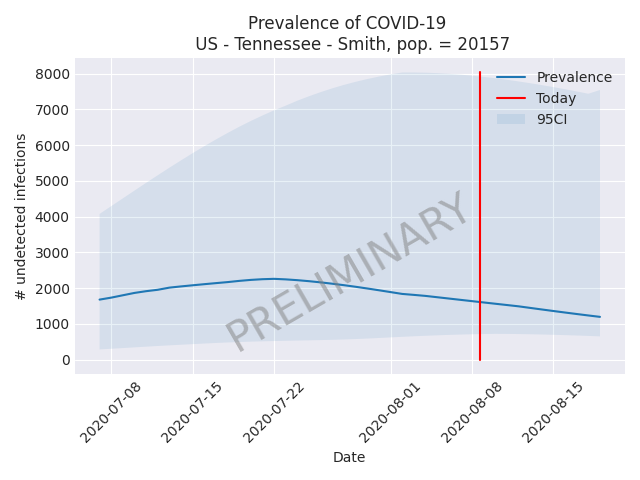 Prevalence of COVID-19
US - Tennessee - Smith, pop. = 20157
8000
7000
6000
5000
4000
3000
2000
1000
0
# undetected infections
Prevalence
Today
95CI
PRELIMINARY
2020-07-08
2020-07-15
2020-07-22
2020-08-01
2020-08-08
2020-08-15
Date